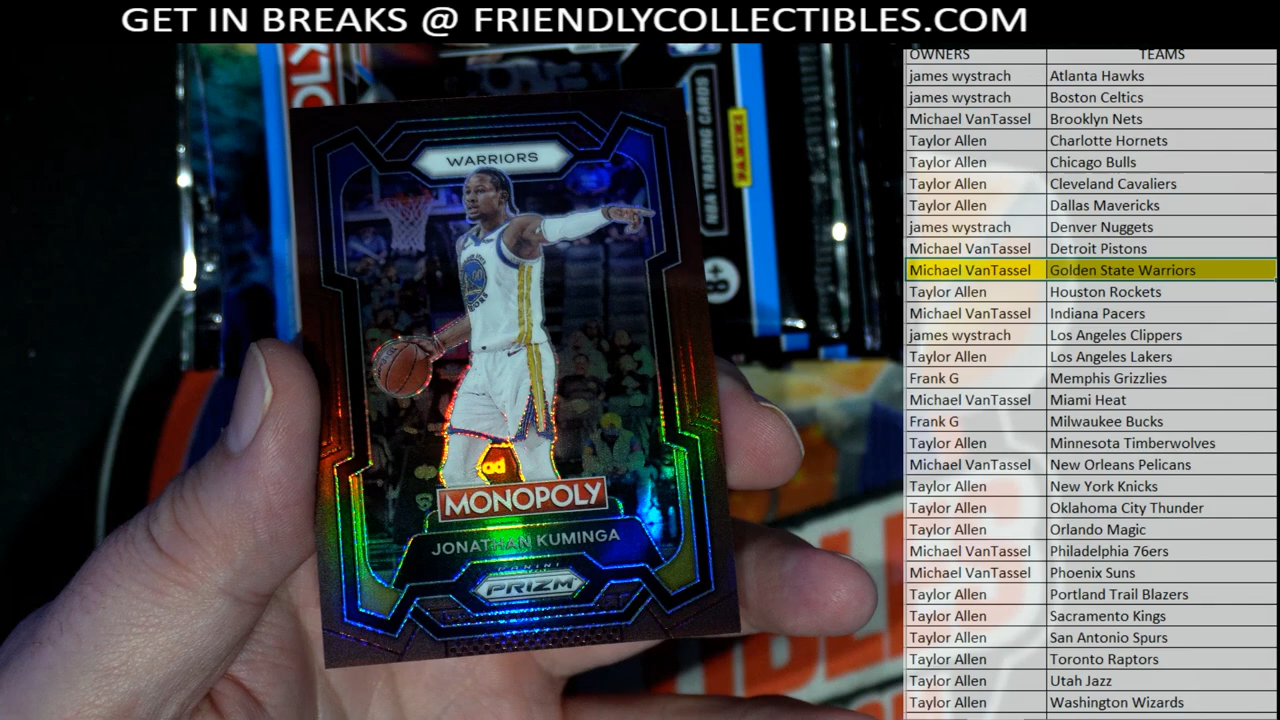 GET IN BREAKS @ FRIENDLYCOLLECTIBLES.COM
OWNERS TEAMS
james wystrach Atlanta Hawks
james wystrach Boston Celtics
Michael VanTassel Brooklyn Nets
Taylor Allen Charlotte Hornets
Taylor Allen Chicago Bulls
Taylor Allen Cleveland Cavaliers
Taylor Allen Dallas Mavericks
james wystrach Denver Nuggets
Michael VanTassel Detroit Pistons
Michael VanTassel Golden State Warriors
Taylor Allen Houston Rockets
Michael VanTassel Indiana Pacers
james wystrach Los Angeles Clippers
Taylor Allen Los Angeles Lakers
Frank G Memphis Grizzlies
Michael VanTassel Miami Heat
Frank G Milwaukee Bucks
Taylor Allen Minnesota Timberwolves
Michael VanTassel New Orleans Pelicans
Taylor Allen New York Knicks
Taylor Allen Oklahoma City Thunder
Taylor Allen Orlando Magic
Michael VanTassel Philadelphia 76ers
Michael VanTassel Phoenix Suns
Taylor Allen Portland Trail Blazers
Taylor Allen Sacramento Kings
Taylor Allen San Antonio Spurs
Taylor Allen Toronto Raptors
Taylor Allen Utah Jazz
Taylor Allen Washington Wizards
WARRIORS
MONOPOLY
JONATHAN KUMINGA
PANINI
PRIZM
NBA TRADING CARDS
PANINI
8+